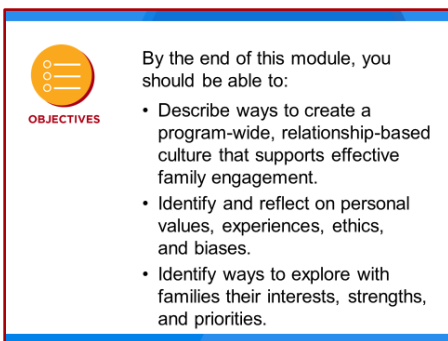 By the end of this module, you
should be able to:
OBJECTIVES
• Describe ways to create a
program-wide, relationship-based
culture that supports effective
family engagement.
• Identify and reflect on personal
values, experiences, ethics,
and biases.
• Identify ways to explore with
families their interests, strengths,
and priorities.